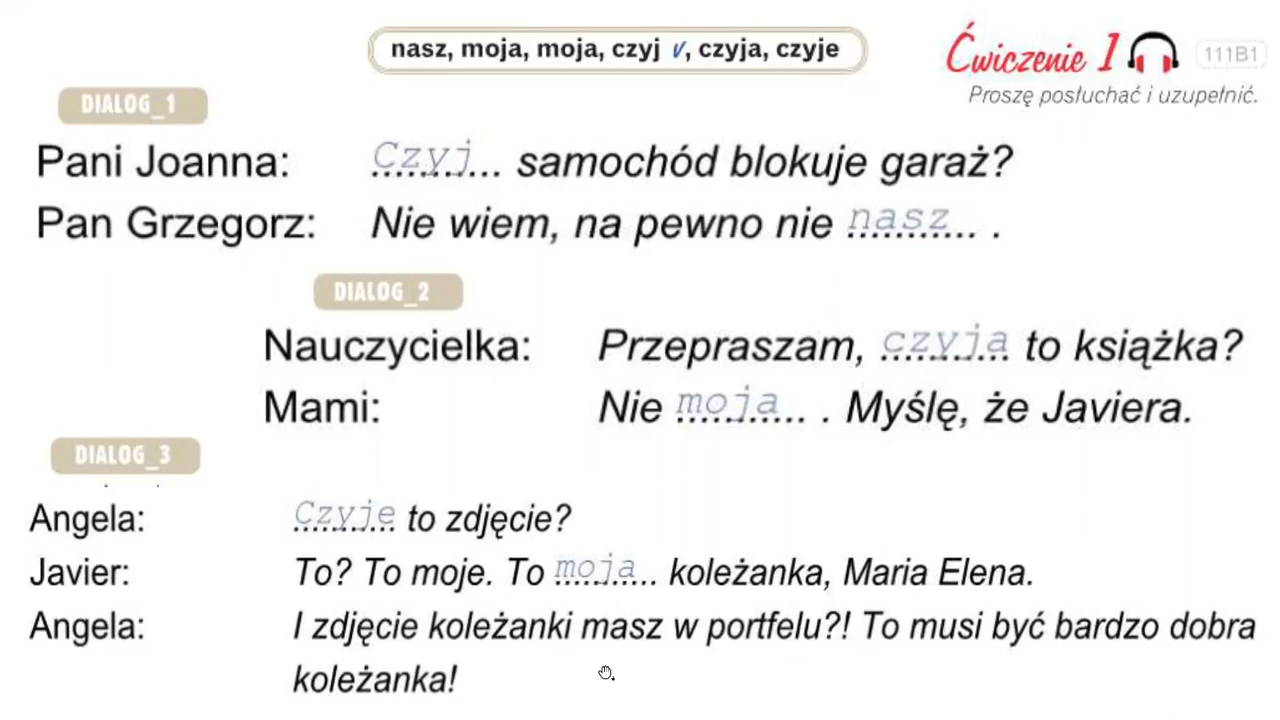 nasz, moja, moja, czyj ✓, czyja, czyje
Ćwiczenie 1 111B1
Proszę posłuchać i uzupełnić.
DIALOG_1
Pani Joanna: Czyj... samochód blokuje garaż?
Pan Grzegorz: Nie wiem, na pewno nie nasz... .
DIALOG_2
Nauczycielka: Przepraszam, czyja to książka?
Mami: Nie moja... . Myślę, że Javiera.
DIALOG_3
Angela: Czyje to zdjęcie?
Javier: To? To moje. To moja... koleżanka, Maria Elena.
Angela: I zdjęcie koleżanki masz w portfelu?! To musi być bardzo dobra
koleżanka!